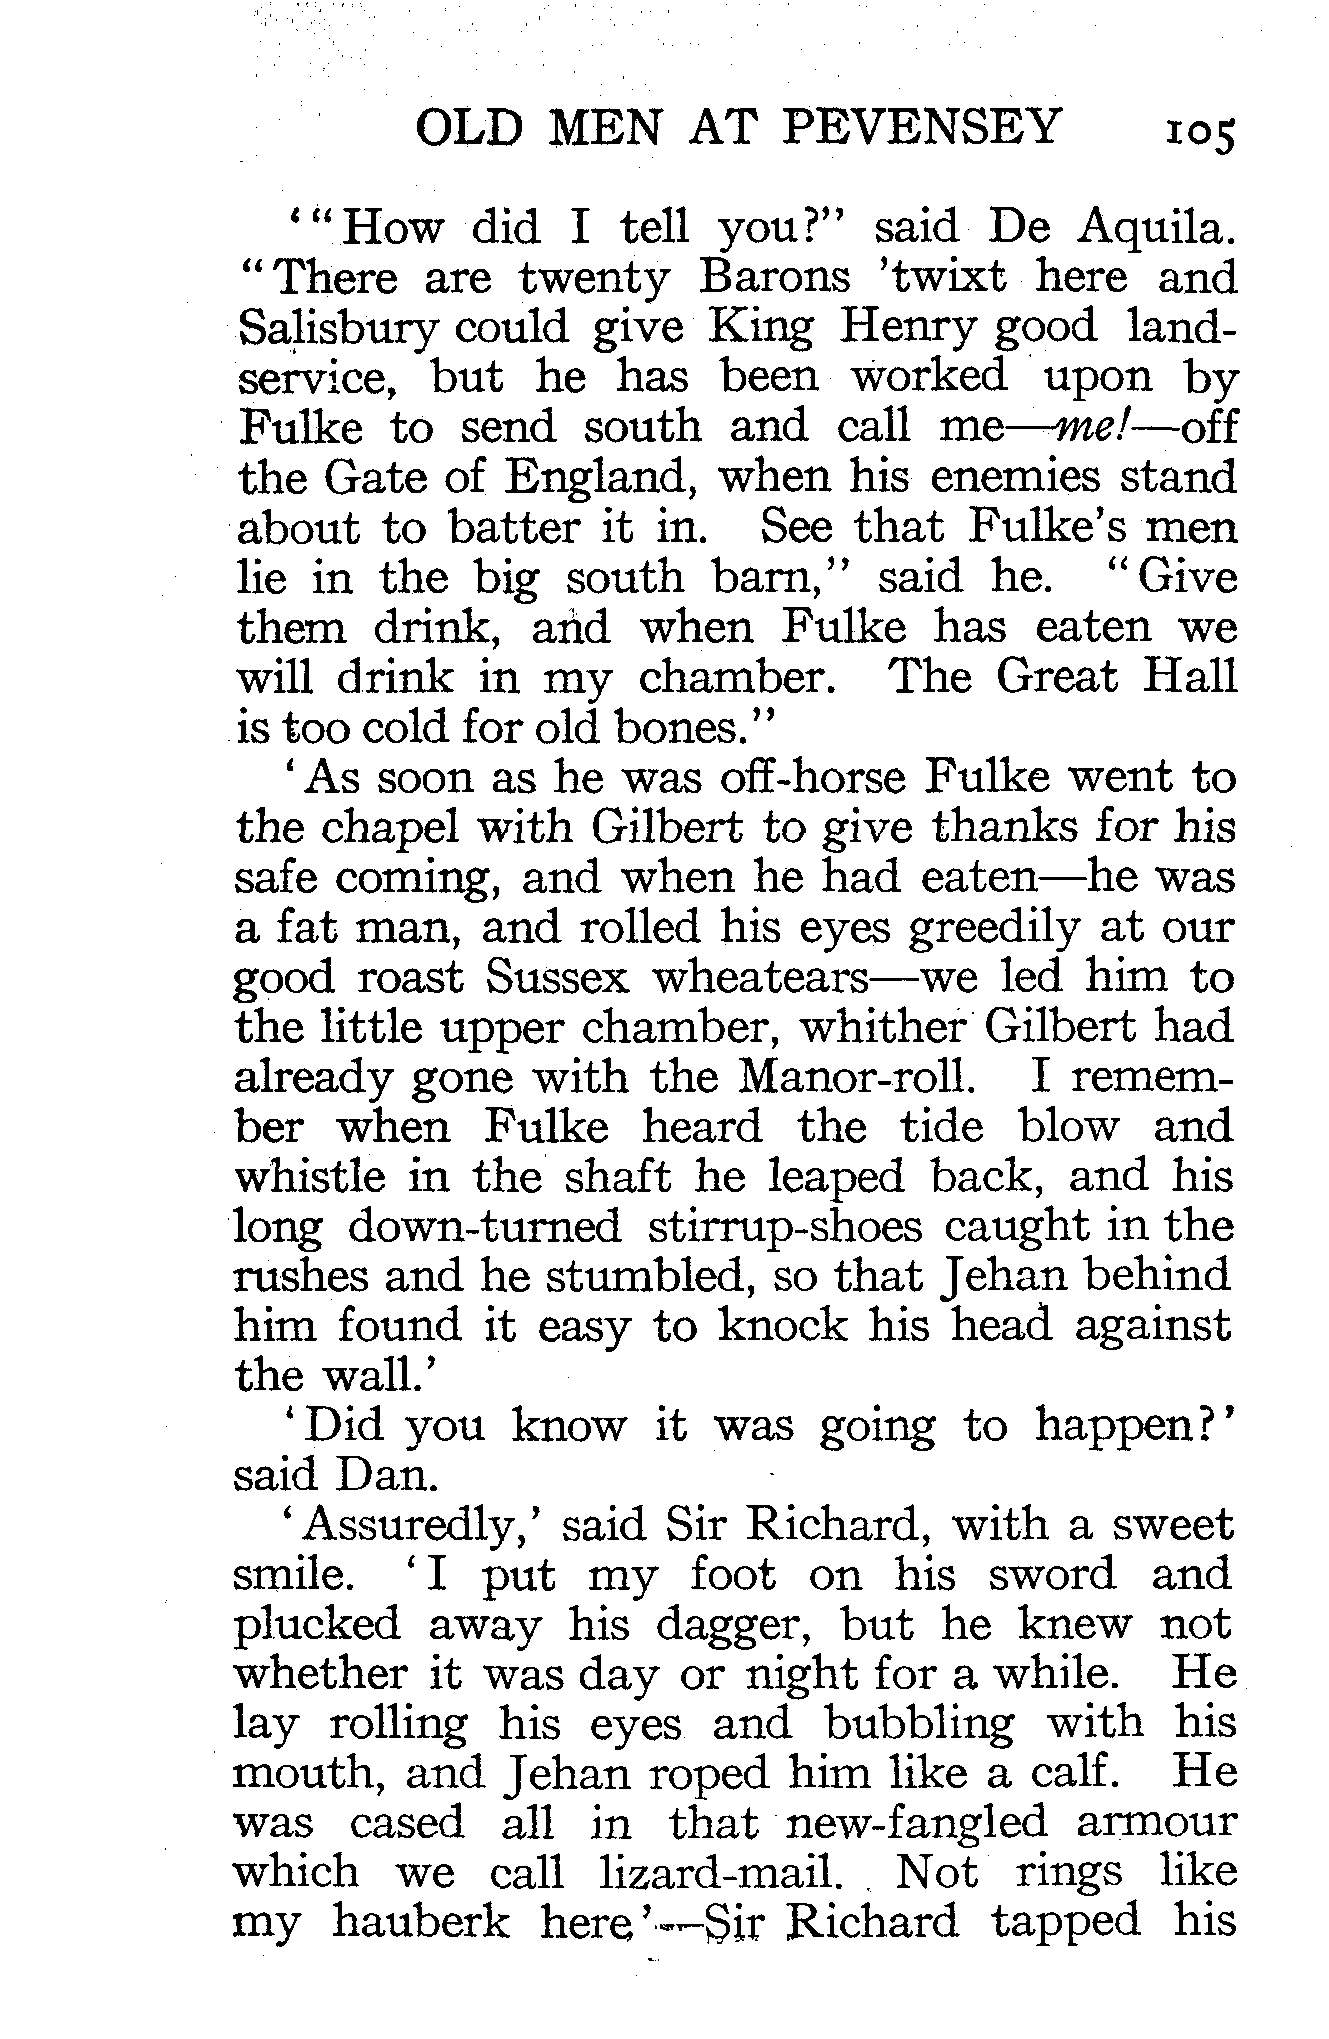 OLD MEN AT PEVENSEY 105
‘“How did I tell you?” said De Aquila.
“There are twenty Barons ’twixt here and
Salisbury could give King Henry good land-
service, but he has been worked upon by
Fulke to send south and call me—me!—off
the Gate of England, when his enemies stand
about to batter it in. See that Fulke’s men
lie in the big south barn,” said he. “Give
them drink, and when Fulke has eaten we
will drink in my chamber. The Great Hall
is too cold for old bones.”
‘As soon as he was off-horse Fulke went to
the chapel with Gilbert to give thanks for his
safe coming, and when he had eaten—he was
a fat man, and rolled his eyes greedily at our
good roast Sussex wheatears—we led him to
the little upper chamber, whither Gilbert had
already gone with the Manor-roll. I remem-
ber when Fulke heard the tide blow and
whistle in the shaft he leaped back, and his
long down-turned stirrup-shoes caught in the
rushes and he stumbled, so that Jehan behind
him found it easy to knock his head against
the wall.’
‘Did you know it was going to happen?’
said Dan.
‘Assuredly,’ said Sir Richard, with a sweet
smile. ‘I put my foot on his sword and
plucked away his dagger, but he knew not
whether it was day or night for a while. He
lay rolling his eyes and bubbling with his
mouth, and Jehan roped him like a calf. He
was cased all in that new-fangled armour
which we call lizard-mail. Not rings like
my hauberk here’—Sir Richard tapped his